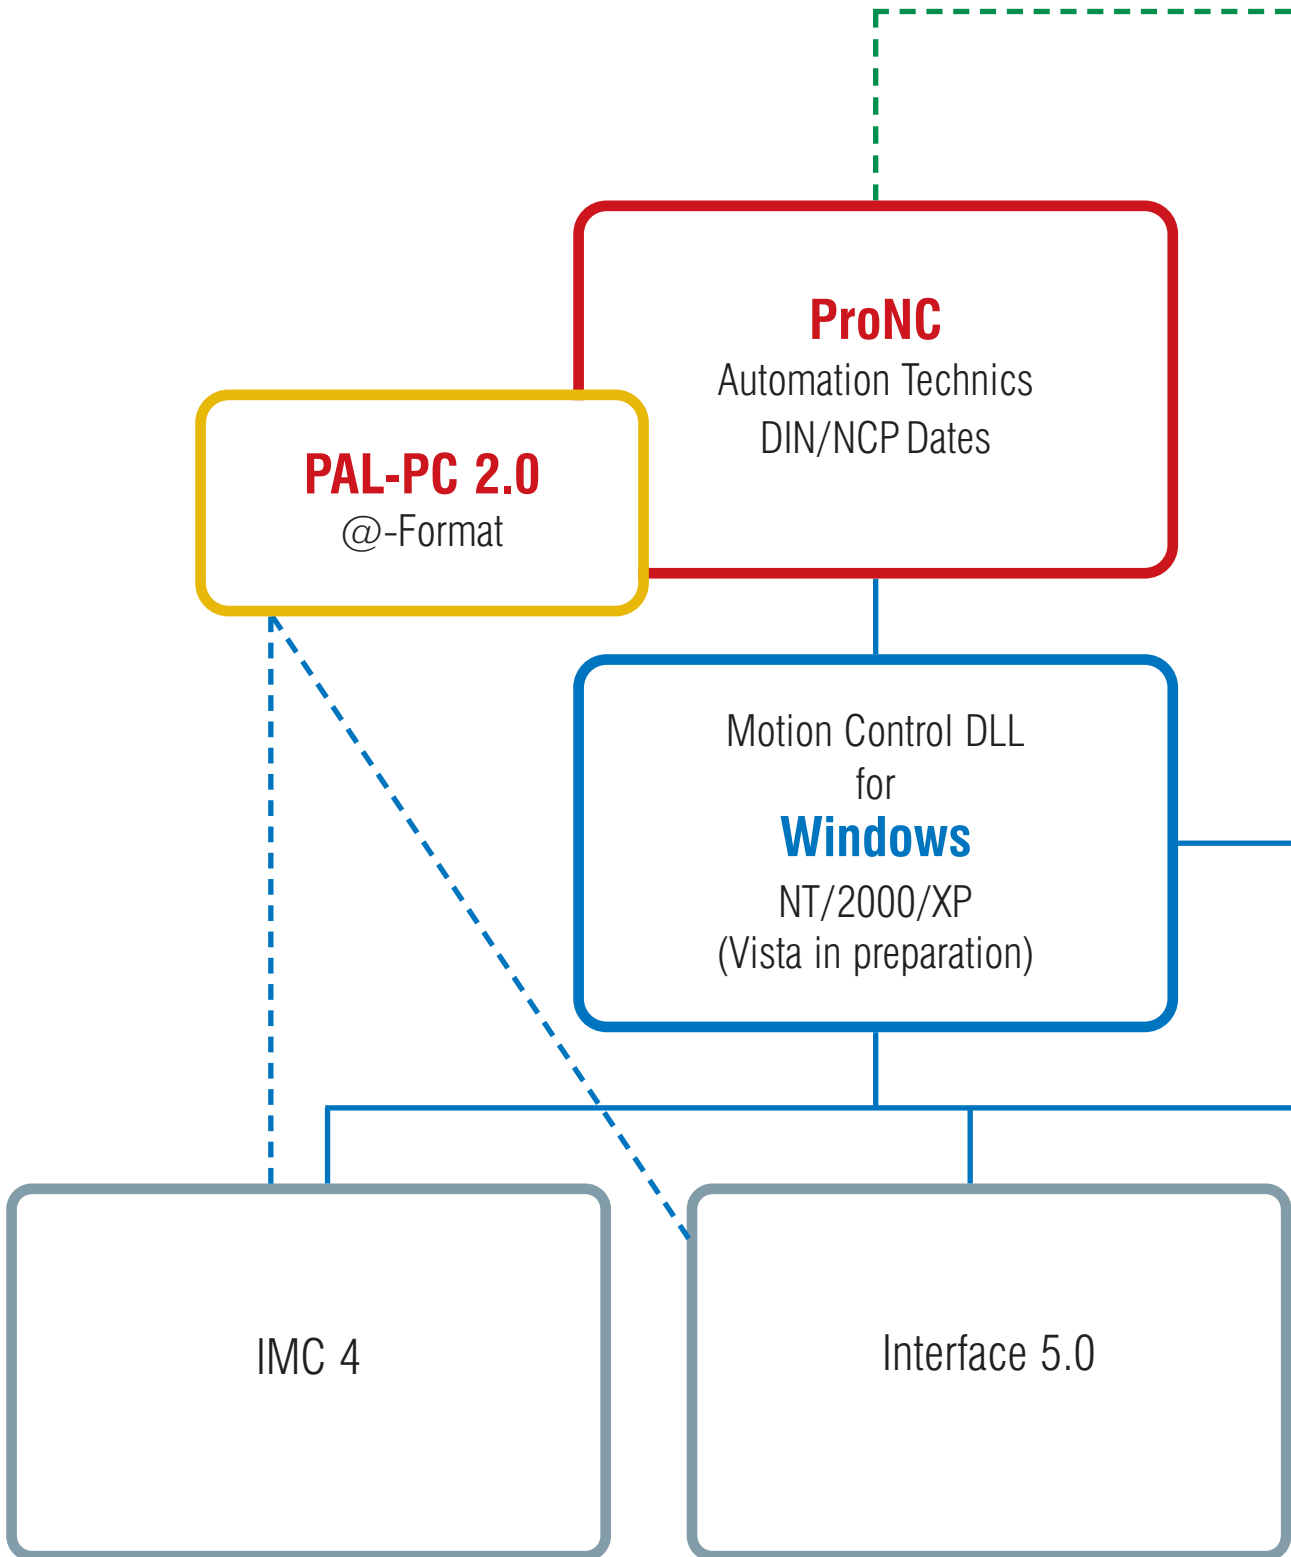 ProNC
Automation Technics
DIN/NCP Dates
PAL-PC 2.0
@-Format
Motion Control DLL
for
Windows
NT/2000/XP
(Vista in preparation)
IMC 4
Interface 5.0